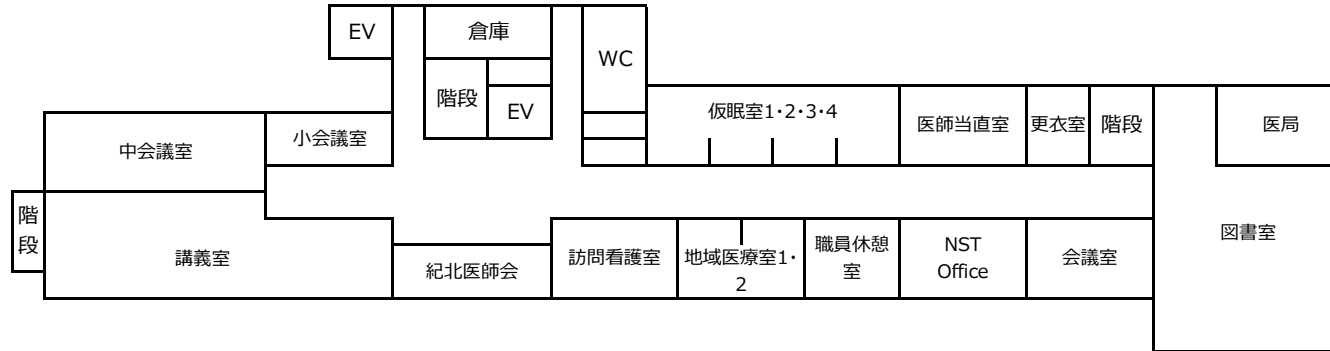 EV
倉庫
WC
階段
EV
仮眠室1・2・3・4
医師当直室
更衣室
階段
医局
中会議室
小会議室
階
段
講義室
紀北医師会
訪問看護室
地域医療室1・
2
職員休憩
室
NST
Office
会議室
図書室